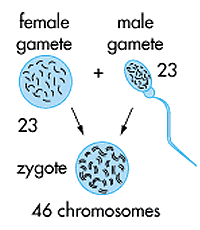 female
gamete
male
gamete
+
23
23
zygote
46 chromosomes